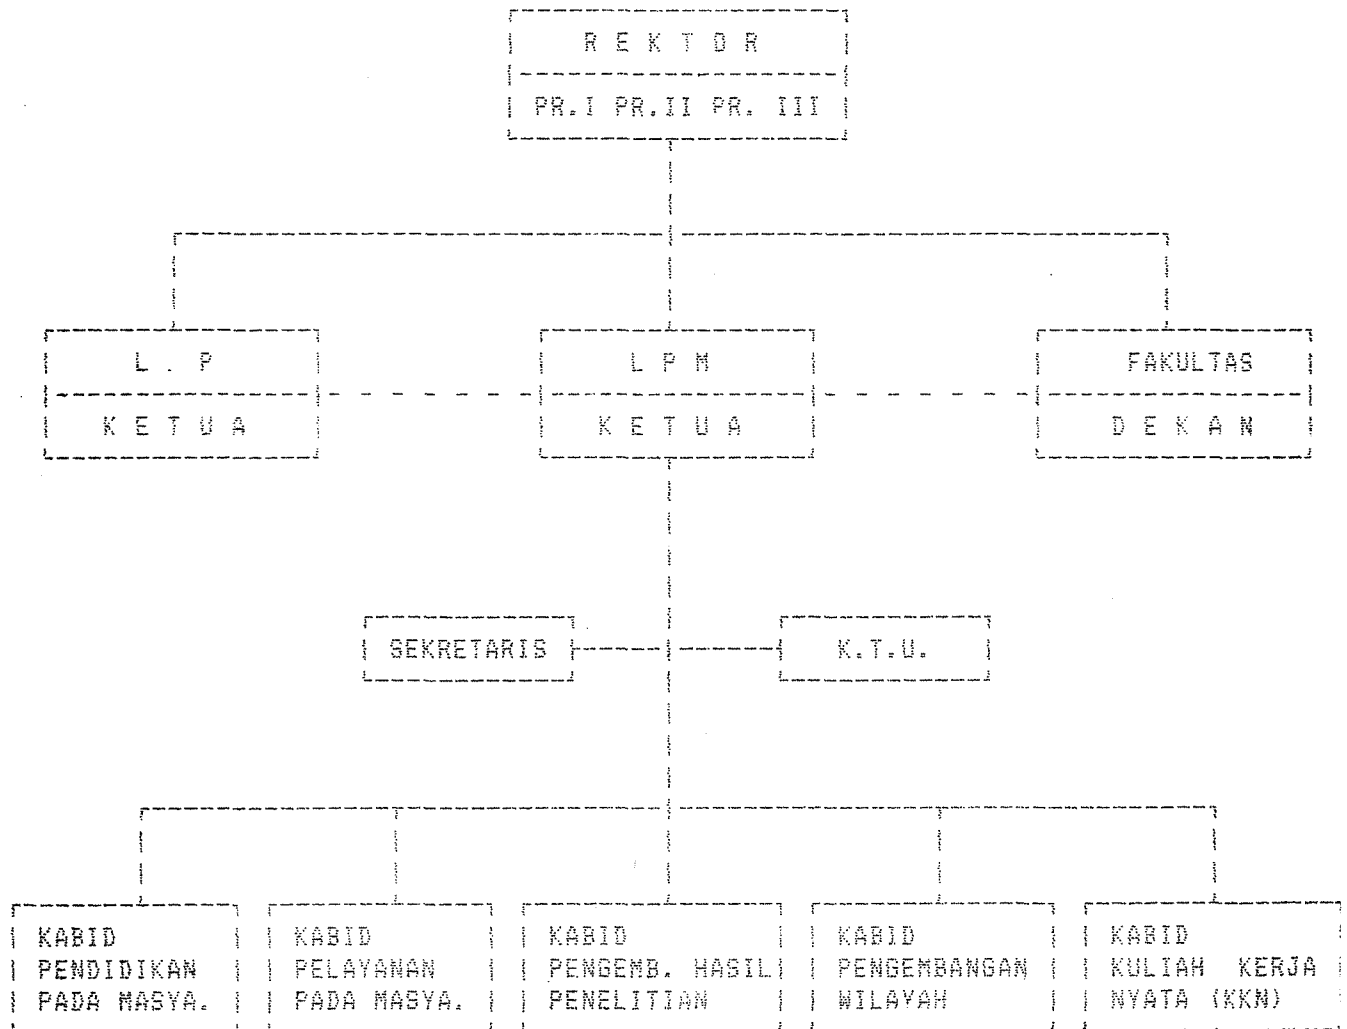 R E K T O R
PR.I PR.II PR. III
L . P
L P M
FAKULTAS
K E T U A
K E T U A
D E K A N
SEKRETARIS
K.T.U.
KABID
PENDIDIKAN
PADA MASYA.
KABID
PELAYANAN
PADA MASYA.
KABID
PENGEMB. HASIL
PENELITIAN
KABID
PENGEMBANGAN
WILAYAH
KABID
KULIAH KERJA
NYATA (KKN)